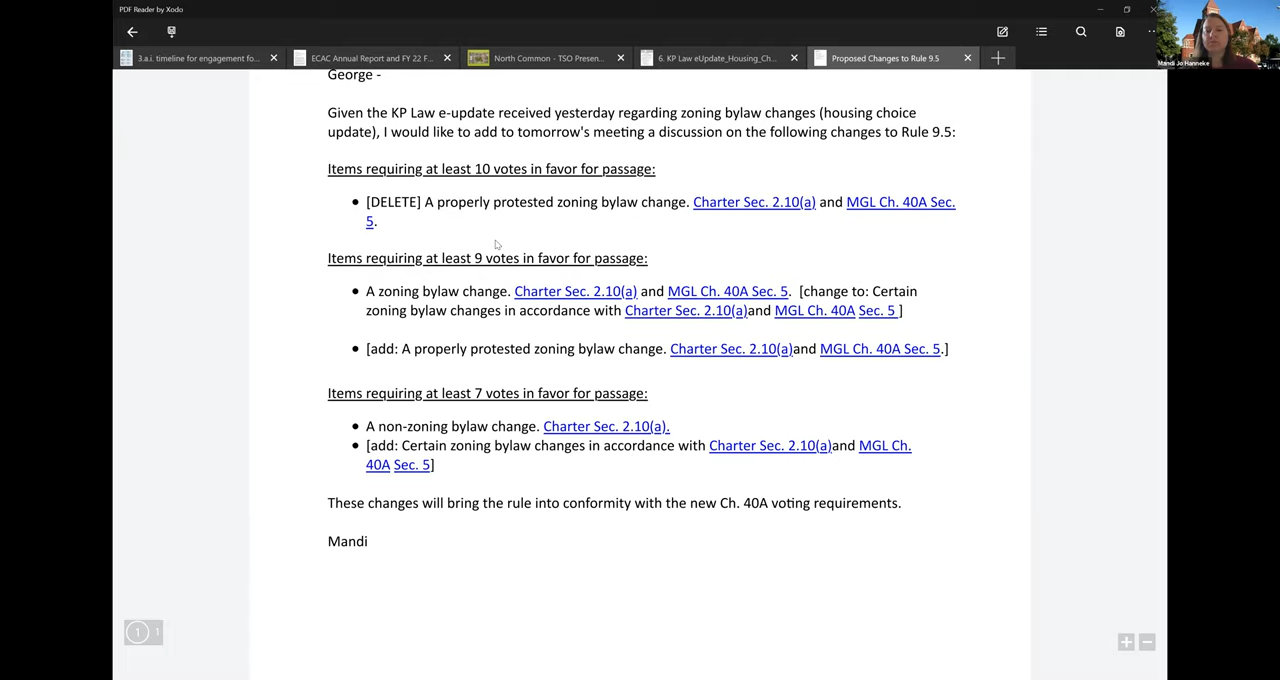 PDF Reader by Xodo
3.a.i. timeline for engagement fo...
ECAC Annual Report and FY 22 F...
North Common - TSO Presen...
6. KP Law eUpdate_Housing_Ch...
Proposed Changes to Rule 9.5
Mandi Jo Hanneke
George -
Given the KP Law e-update received yesterday regarding zoning bylaw changes (housing choice
update), I would like to add to tomorrow's meeting a discussion on the following changes to Rule 9.5:
Items requiring at least 10 votes in favor for passage:
• [DELETE] A properly protested zoning bylaw change. Charter Sec. 2.10(a) and MGL Ch. 40A Sec.
5.
Items requiring at least 9 votes in favor for passage:
• A zoning bylaw change. Charter Sec. 2.10(a) and MGL Ch. 40A Sec. 5. [change to: Certain
zoning bylaw changes in accordance with Charter Sec. 2.10(a)and MGL Ch. 40A Sec. 5 ]
• [add: A properly protested zoning bylaw change. Charter Sec. 2.10(a)and MGL Ch. 40A Sec. 5.]
Items requiring at least 7 votes in favor for passage:
• A non-zoning bylaw change. Charter Sec. 2.10(a).
• [add: Certain zoning bylaw changes in accordance with Charter Sec. 2.10(a)and MGL Ch.
40A Sec. 5]
These changes will bring the rule into conformity with the new Ch. 40A voting requirements.
Mandi
1 1